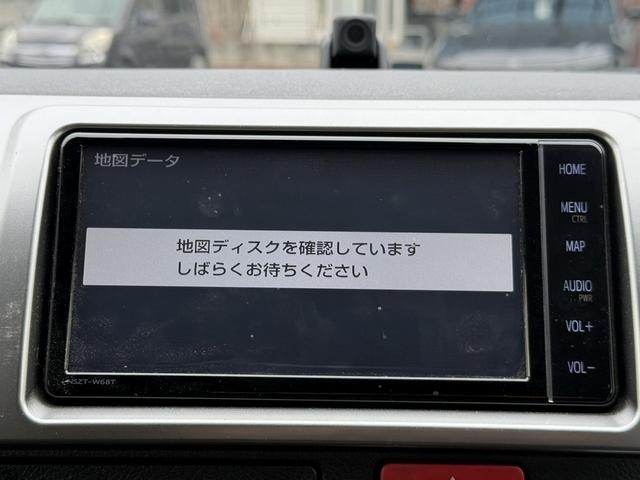 地図データ
地図ディスクを確認しています
しばらくお待ちください
HOME
MENU
CTRL
MAP
AUDIO
PWR
VOL+
VOL-
NSZT-W68T